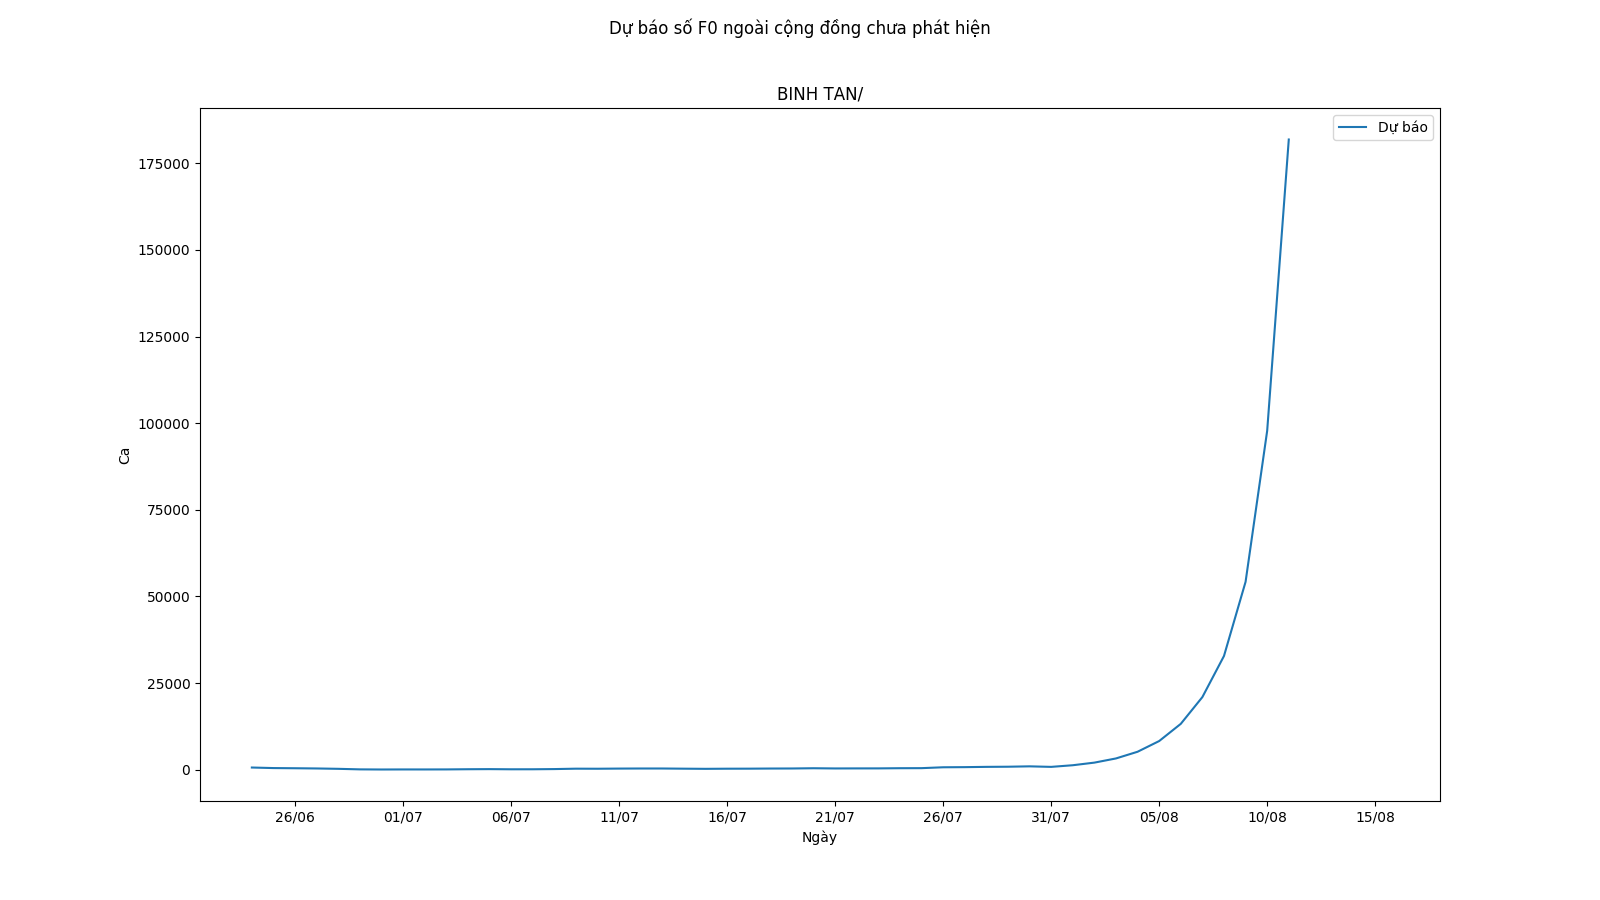 Dự báo số F0 ngoài cộng đồng chưa phát hiện
BINH TAN/
Dự báo
175000
150000
125000
100000
75000
50000
25000
0
Ca
26/06 01/07 06/07 11/07 16/07 21/07 26/07 31/07 05/08 10/08 15/08
Ngày